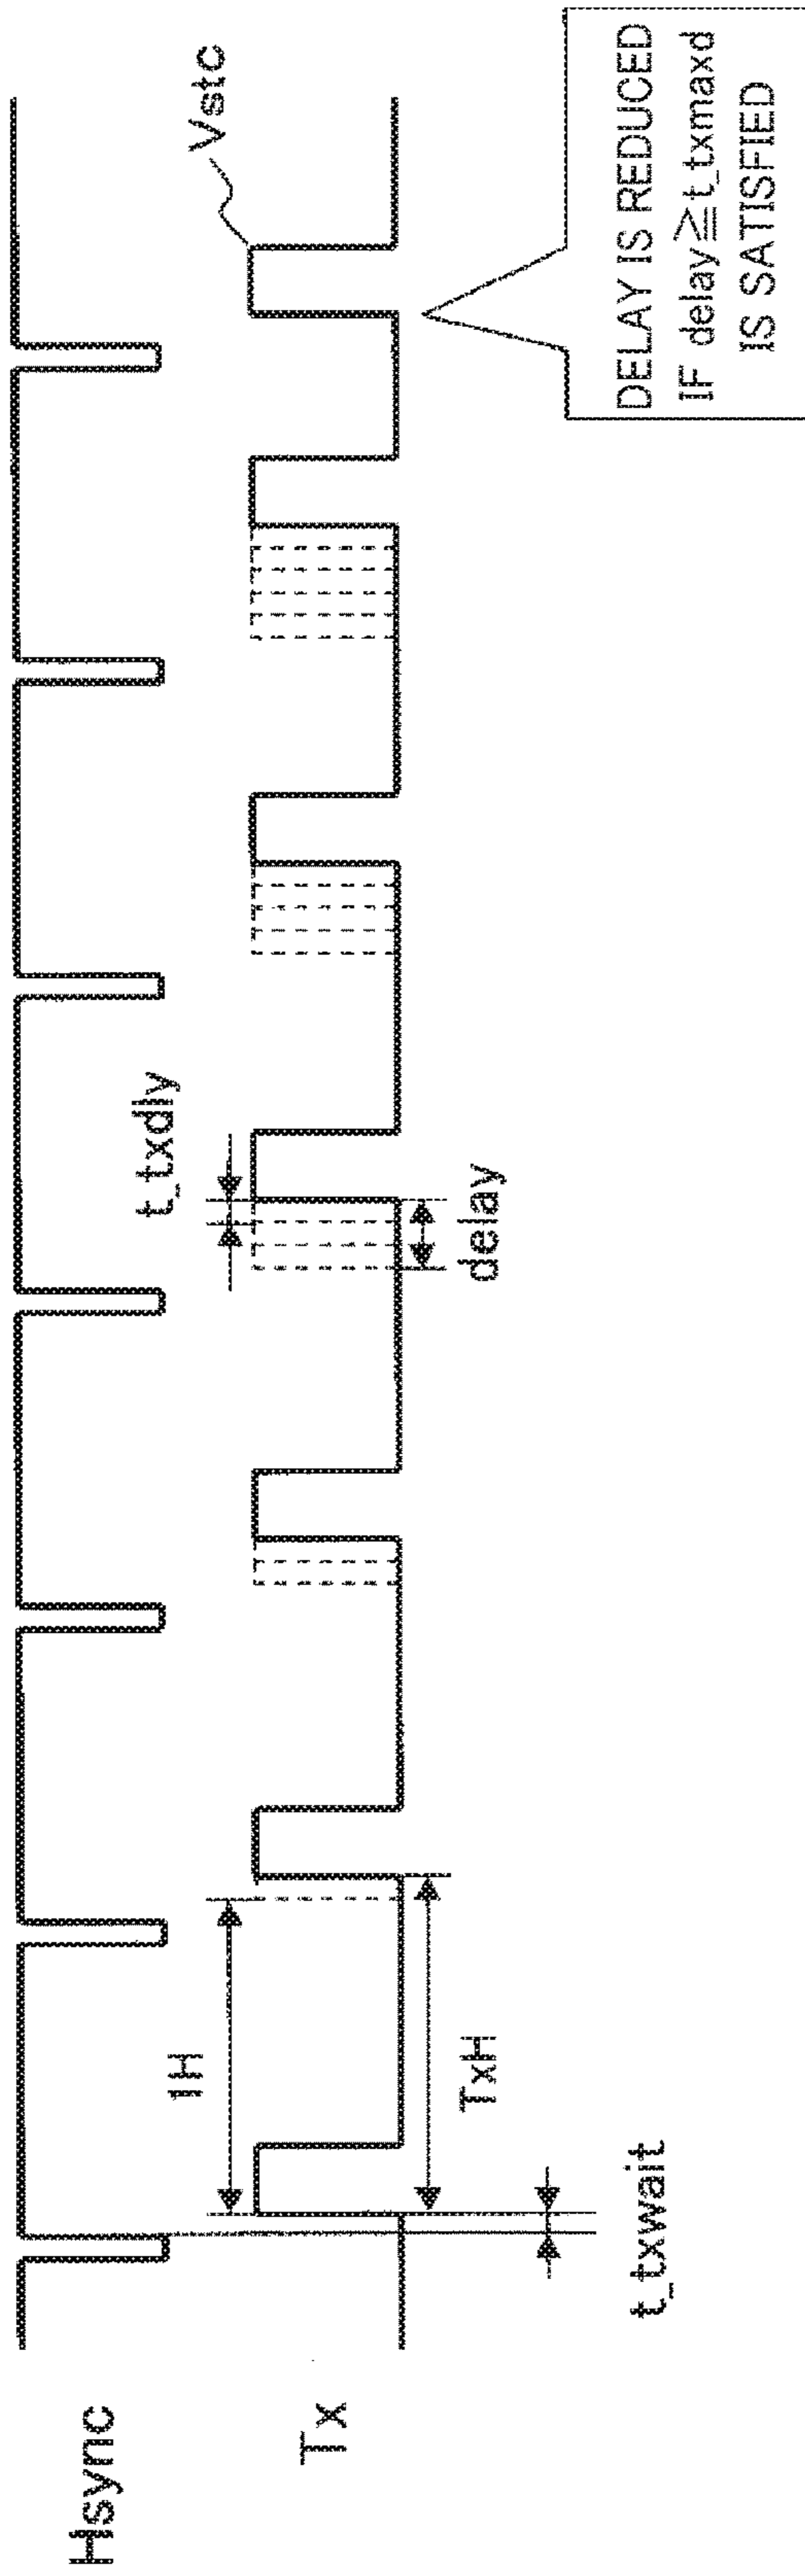 Hsync
Tx
t_txwait
1H
TxH
t_txdly
delay
Vstc
DELAY IS REDUCED
IF delay≧t_txmaxd
IS SATISFIED